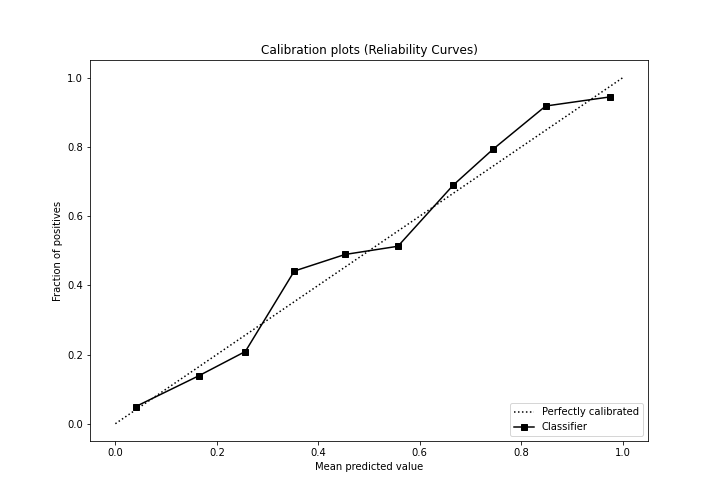 Calibration plots (Reliability Curves)
1.0
0.8
0.6
0.4
0.2
0.0
Fraction of positives
0.0 0.2 0.4 0.6 0.8 1.0
Mean predicted value
Perfectly calibrated
Classifier